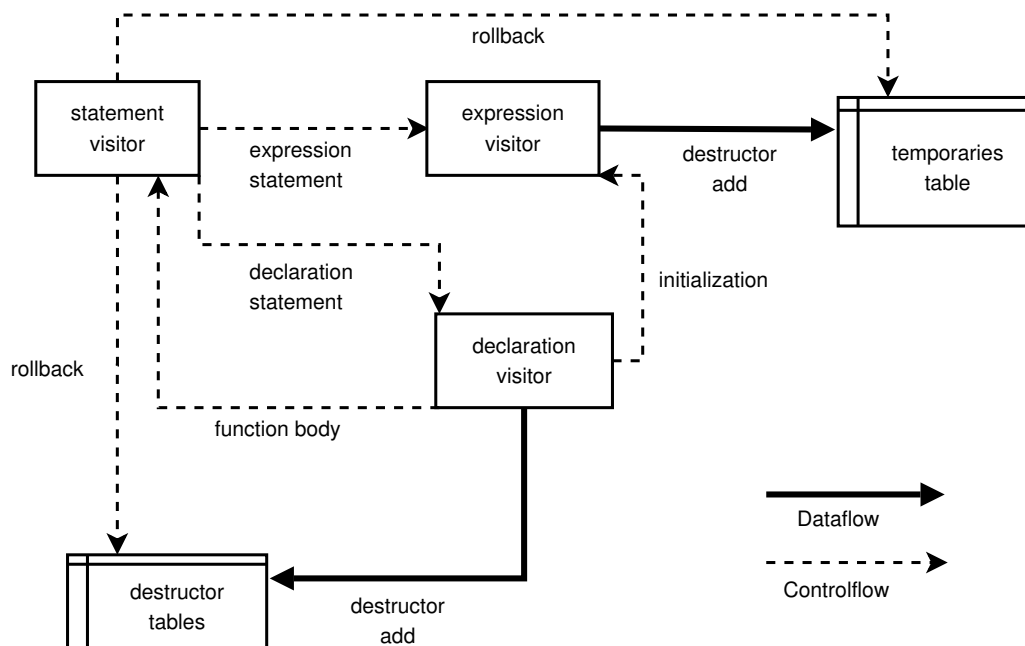 rollback
statement
visitor
expression
visitor
expression
statement
destructor
add
temporaries
table
declaration
statement
initialization
declaration
visitor
rollback
function body
Dataflow
Controlflow
destructor
tables
destructor
add